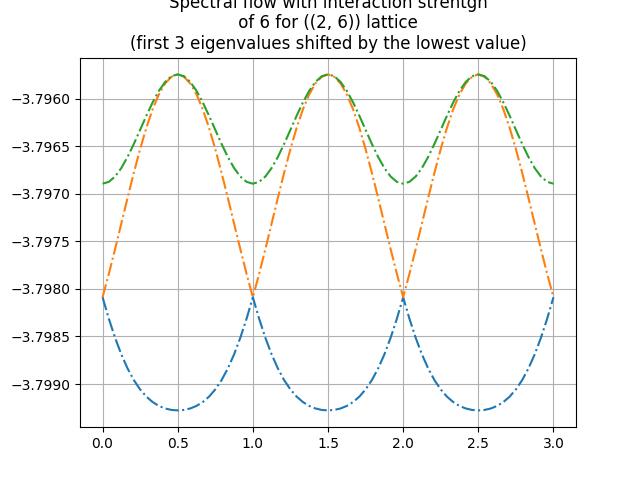 Spectral flow with interaction strentgh
of 6 for ((2, 6)) lattice
(first 3 eigenvalues shifted by the lowest value)
−3.7960
−3.7965
−3.7970
−3.7975
−3.7980
−3.7985
−3.7990
0.0 0.5 1.0 1.5 2.0 2.5 3.0